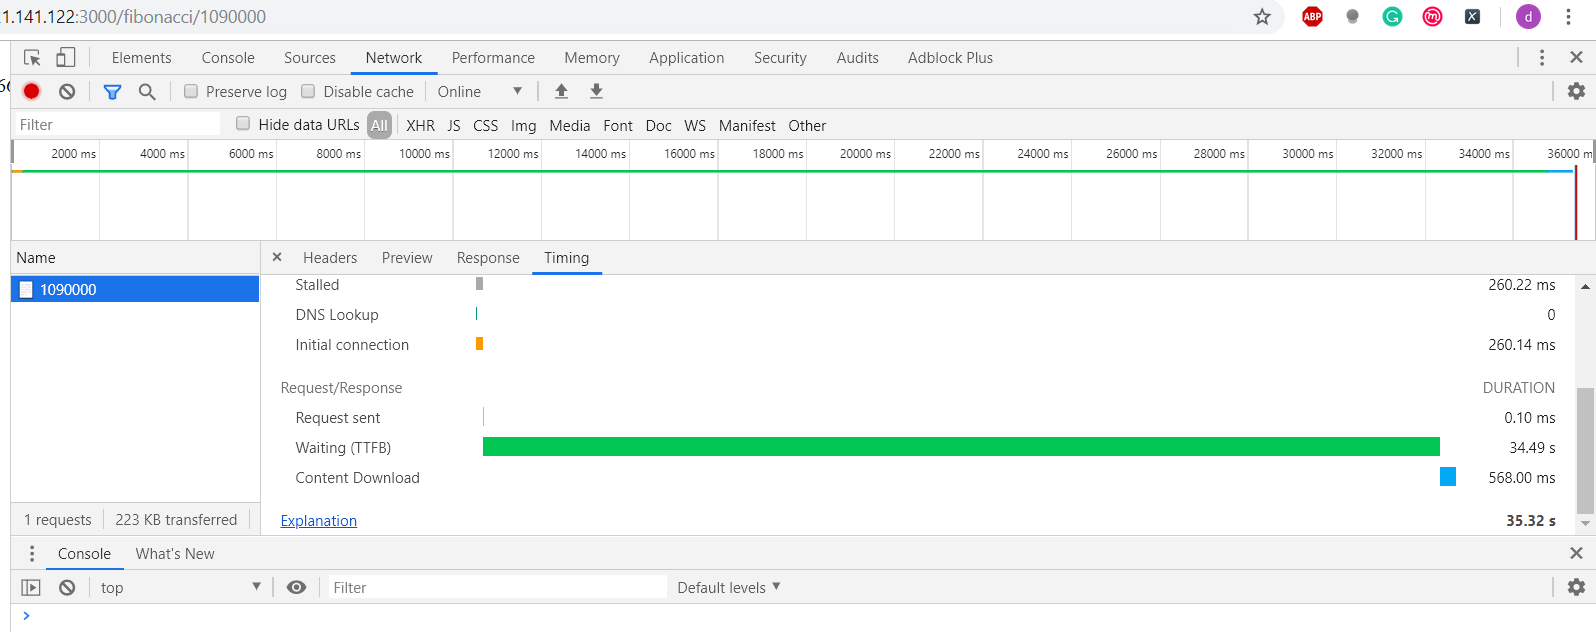 1.141.122:3000/fibonacci/1090000
ABP G m X d
Elements Console Sources Network Performance Memory Application Security Audits Adblock Plus
Preserve log Disable cache Online
Filter Hide data URLs All XHR JS CSS Img Media Font Doc WS Manifest Other
2000 ms 4000 ms 6000 ms 8000 ms 10000 ms 12000 ms 14000 ms 16000 ms 18000 ms 20000 ms 22000 ms 24000 ms 26000 ms 28000 ms 30000 ms 32000 ms 34000 ms 36000 m
Name × Headers Preview Response Timing
1090000
Stalled 260.22 ms
DNS Lookup 0
Initial connection 260.14 ms
Request/Response DURATION
Request sent 0.10 ms
Waiting (TTFB) 34.49 s
Content Download 568.00 ms
1 requests 223 KB transferred
Explanation 35.32 s
Console What's New
top Filter Default levels